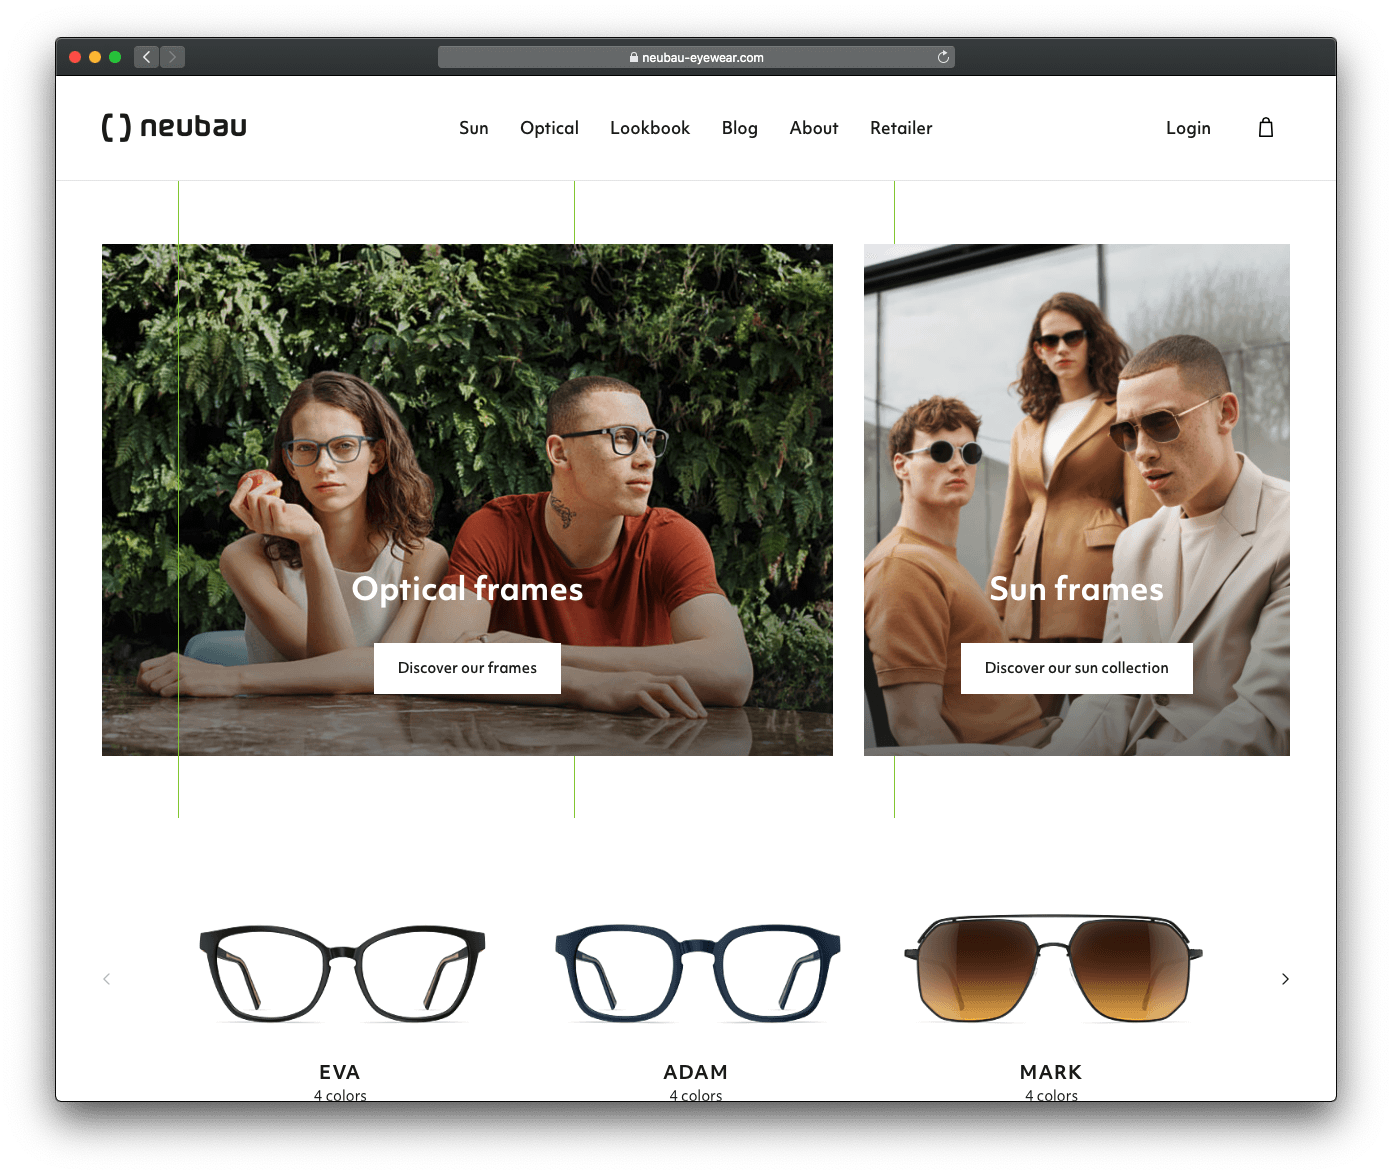 neubau-eyewear.com
neubau
Sun Optical Lookbook Blog About Retailer
Login
Optical frames
Discover our frames
Sun frames
Discover our sun collection
EVA
4 colors
ADAM
4 colors
MARK
4 colors